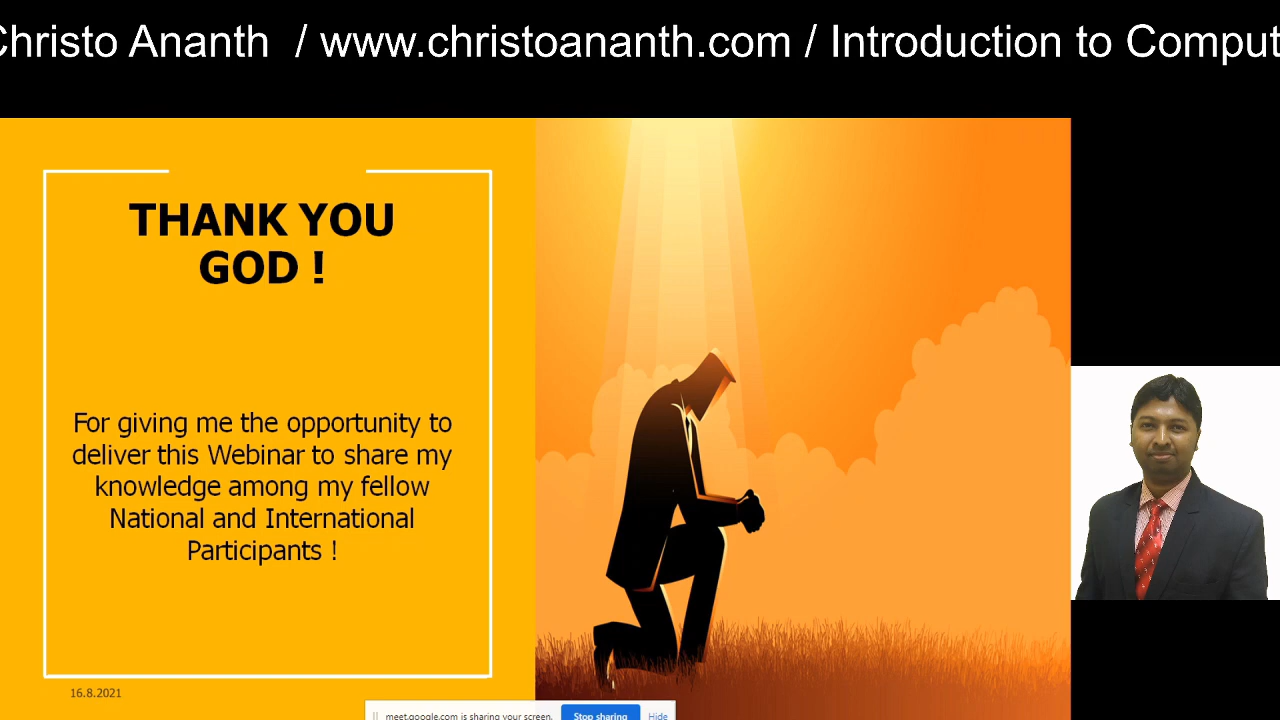 Christo Ananth / www.christoananth.com / Introduction to Comput
THANK YOU
GOD !
For giving me the opportunity to
deliver this Webinar to share my
knowledge among my fellow
National and International
Participants !
16.8.2021
meet.google.com is sharing your screen.
Stop sharing
Hide